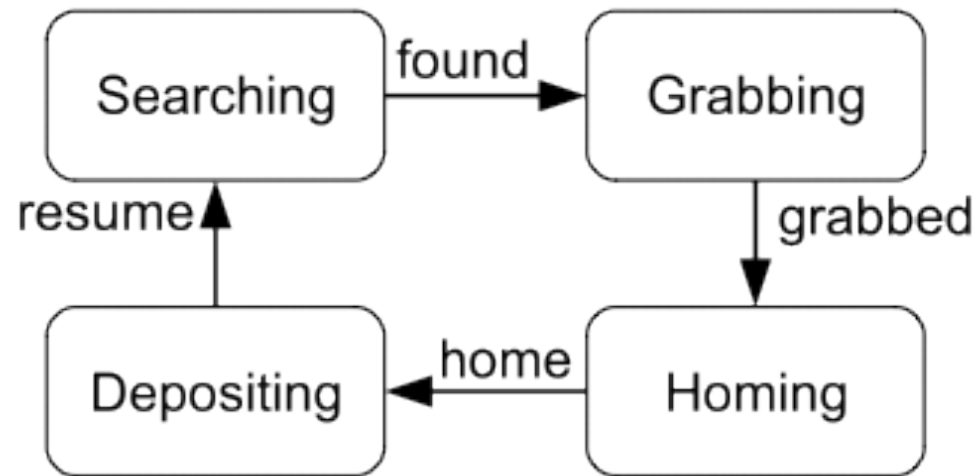 Searching
found
Grabbing
resume
grabbed
Depositing
home
Homing